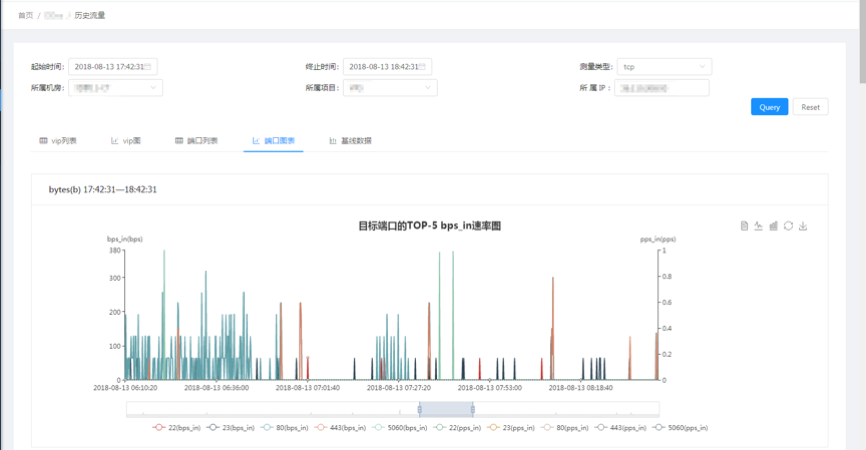 首页 / / 历史流量
起始时间: 2018-08-13 17:42:31 终止时间: 2018-08-13 18:42:31 测量类型: tcp
所属机房: 所属项目: 所 属 IP :
Query Reset
vip列表 vip图 端口列表 端口图表 基线数据
bytes(b) 17:42:31—18:42:31
目标端口的TOP-5 bps_in速率图
bps_in(bps) pps_in(pps)
380 1
300 0.8
0.6
200
0.4
100
0.2
0 0
2018-08-13 06:10:20 2018-08-13 06:36:00 2018-08-13 07:01:40 2018-08-13 07:27:20 2018-08-13 07:53:00 2018-08-13 08:18:40
22(bps_in) 23(bps_in) 80(bps_in) 443(bps_in) 5060(bps_in) 22(pps_in) 23(pps_in) 80(pps_in) 443(pps_in) 5060(pps_in)